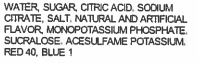 WATER, SUGAR, CITRIC ACID, SODIUM
CITRATE, SALT, NATURAL AND ARTIFICIAL
FLAVOR, MONOPOTASSIUM PHOSPHATE,
SUCRALOSE, ACESULFAME POTASSIUM,
RED 40, BLUE 1